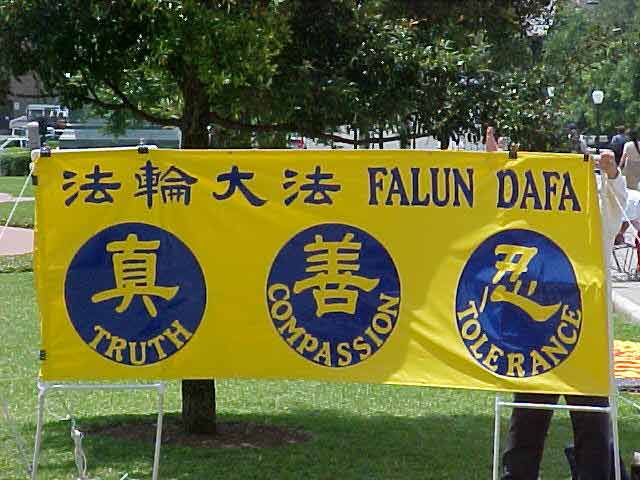 法輪大法 FALUN DAFA
真
TRUTH
善
COMPASSION
忍
TOLERANCE